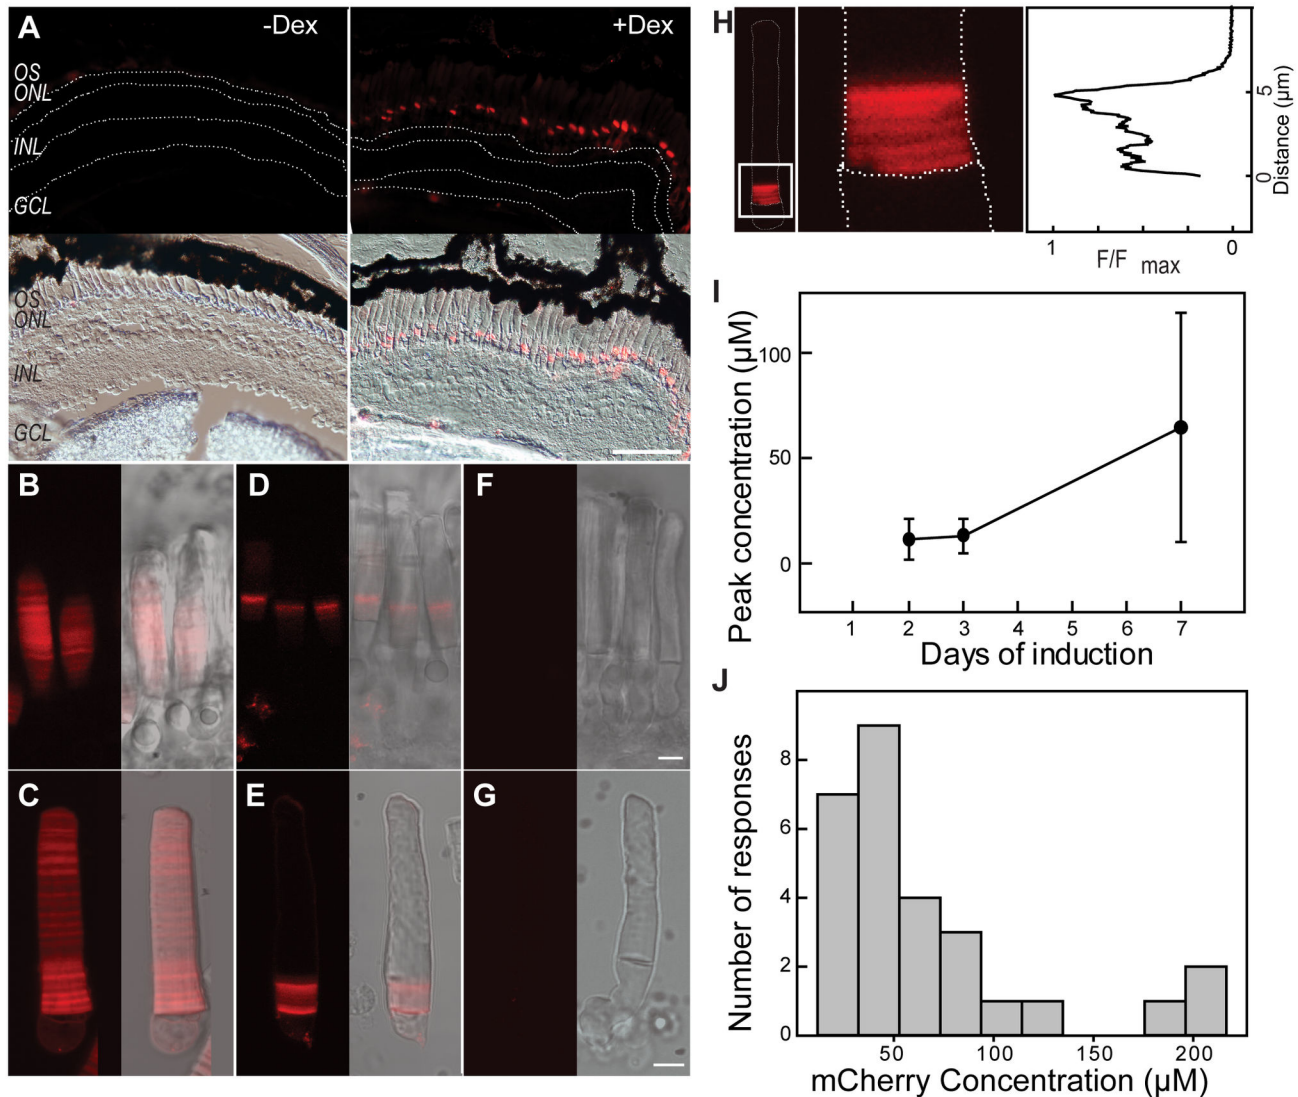 A
-Dex
+Dex
OS
ONL
INL
GCL
OS
ONL
INL
GCL
B
D
F
C
E
G
H
5
0
Distance (µm)
1
0
F/F max
I
Peak concentration (µM)
100
50
0
1 2 3 4 5 6 7
Days of induction
J
Number of responses
8
6
4
2
0
50 100 150 200
mCherry Concentration (µM)